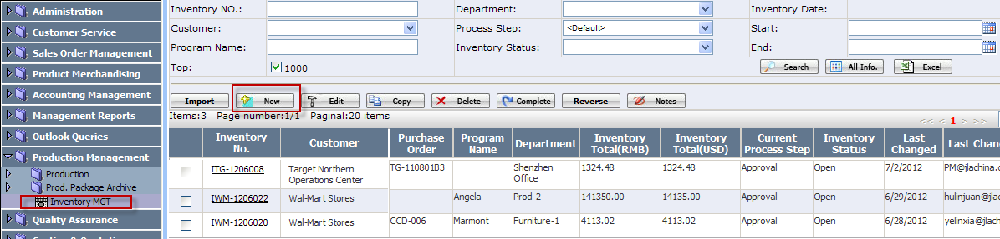 Administration
Customer Service
Sales Order Management
Product Merchandising
Accounting Management
Management Reports
Outlook Queries
Production Management
Production
Prod. Package Archive
Inventory MGT
Quality Assurance
Inventory NO.: Department: Inventory Date:
Customer: Process Step: <Default> Start:
Program Name: Inventory Status: End:
Top: 1000 Search All Info. Excel
Import New Edit Copy Delete Complete Reverse Notes
Items:3 Page number:1/1 Paginal:20 items
<< < 1 > >>
Inventory No. Customer Purchase Order Program Name Department Inventory Total(RMB) Inventory Total(USD) Current Process Step Inventory Status Last Changed Last Chan
ITG-1206008 Target Northern Operations Center TG-110801B3 Shenzhen Office 1324.48 1324.48 Approval Open 7/2/2012 PM@jlachina.c
IWM-1206022 Wal-Mart Stores Angela Prod-2 141350.00 14135.00 Approval Open 6/29/2012 hulinjuan@jla
IWM-1206020 Wal-Mart Stores CCD-006 Marmont Furniture-1 4113.02 4113.02 Approval Open 6/28/2012 yelinxia@jlach